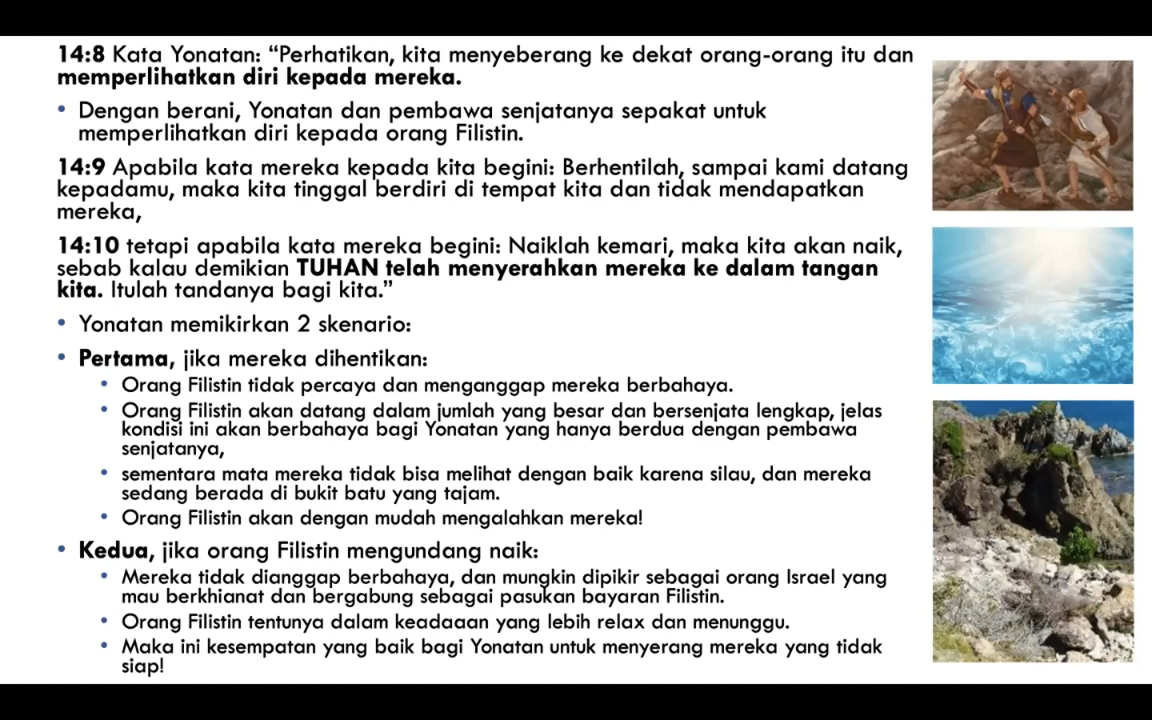 14:8 Kata Yonatan: “Perhatikan, kita menyeberang ke dekat orang-orang itu dan
memperlihatkan diri kepada mereka.
• Dengan berani, Yonatan dan pembawa senjatanya sepakat untuk
memperlihatkan diri kepada orang Filistin.
14:9 Apabila kata mereka kepada kita begini: Berhentilah, sampai kami datang
kepadamu, maka kita tinggal berdiri di tempat kita dan tidak mendapatkan
mereka,
14:10 tetapi apabila kata mereka begini: Naiklah kemari, maka kita akan naik,
sebab kalau demikian TUHAN telah menyerahkan mereka ke dalam tangan
kita. Itulah tandanya bagi kita.”
• Yonatan memikirkan 2 skenario:
• Pertama, jika mereka dihentikan:
• Orang Filistin tidak percaya dan menganggap mereka berbahaya.
• Orang Filistin akan datang dalam jumlah yang besar dan bersenjata lengkap, jelas
kondisi ini akan berbahaya bagi Yonatan yang hanya berdua dengan pembawa
senjatanya,
• sementara mata mereka tidak bisa melihat dengan baik karena silau, dan mereka
sedang berada di bukit batu yang tajam.
• Orang Filistin akan dengan mudah mengalahkan mereka!
• Kedua, jika orang Filistin mengundang naik:
• Mereka tidak dianggap berbahaya, dan mungkin dipikir sebagai orang Israel yang
mau berkhianat dan bergabung sebagai pasukan bayaran Filistin.
• Orang Filistin tentunya dalam keadaaan yang lebih relax dan menunggu.
• Maka ini kesempatan yang baik bagi Yonatan untuk menyerang mereka yang tidak
siap!